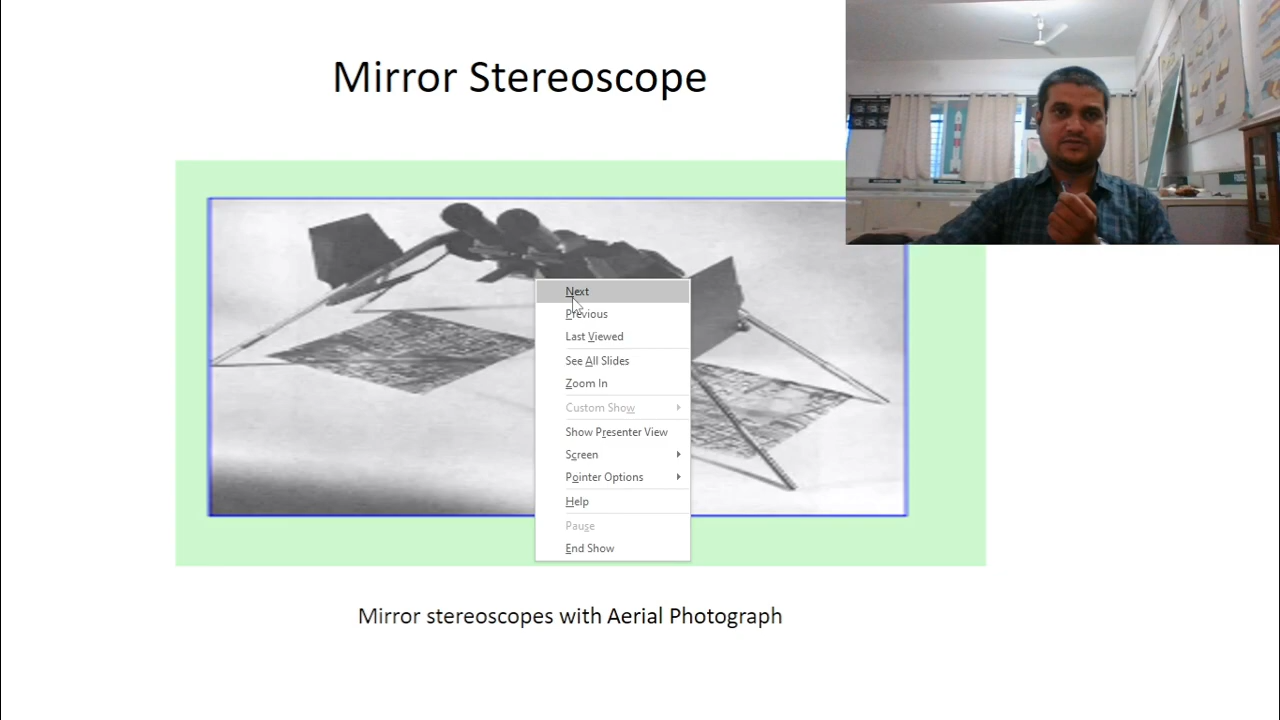 Mirror Stereoscope
Next
Previous
Last Viewed
See All Slides
Zoom In
Custom Show
Show Presenter View
Screen
Pointer Options
Help
Pause
End Show
Mirror stereoscopes with Aerial Photograph